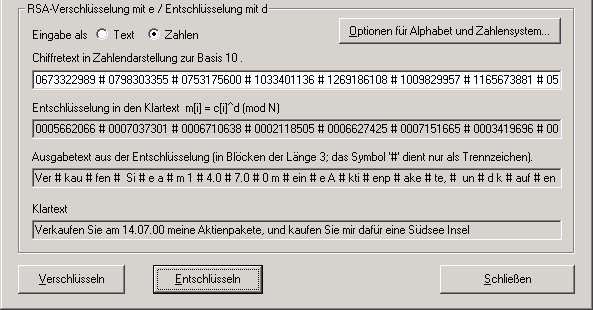 RSA-Verschlüsselung mit e / Entschlüsselung mit d
Eingabe als Text Zahlen Optionen für Alphabet und Zahlensystem...
Chiffretext in Zahlendarstellung zur Basis 10 .
0673322989 # 0798303355 # 0753175600 # 1033401136 # 1269186108 # 1009829957 # 1165673881 # 05
Entschlüsselung in den Klartext m[i] = c[i]^d (mod N)
0005662066 # 0007037301 # 0006710638 # 0002118505 # 0006627425 # 0007151665 # 0003419696 # 00
Ausgabetext aus der Entschlüsselung (in Blöcken der Länge 3; das Symbol '#' dient nur als Trennzeichen).
Ver # kau # fen # Si # e a # m 1 # 4.0 # 7.0 # 0 m # ein # e A # kti # enp # ake # te, # un # d k # auf # en
Klartext
Verkaufen Sie am 14.07.00 meine Aktienpakete, und kaufen Sie mir dafür eine Südsee Insel
Verschlüsseln Entschlüsseln Schließen